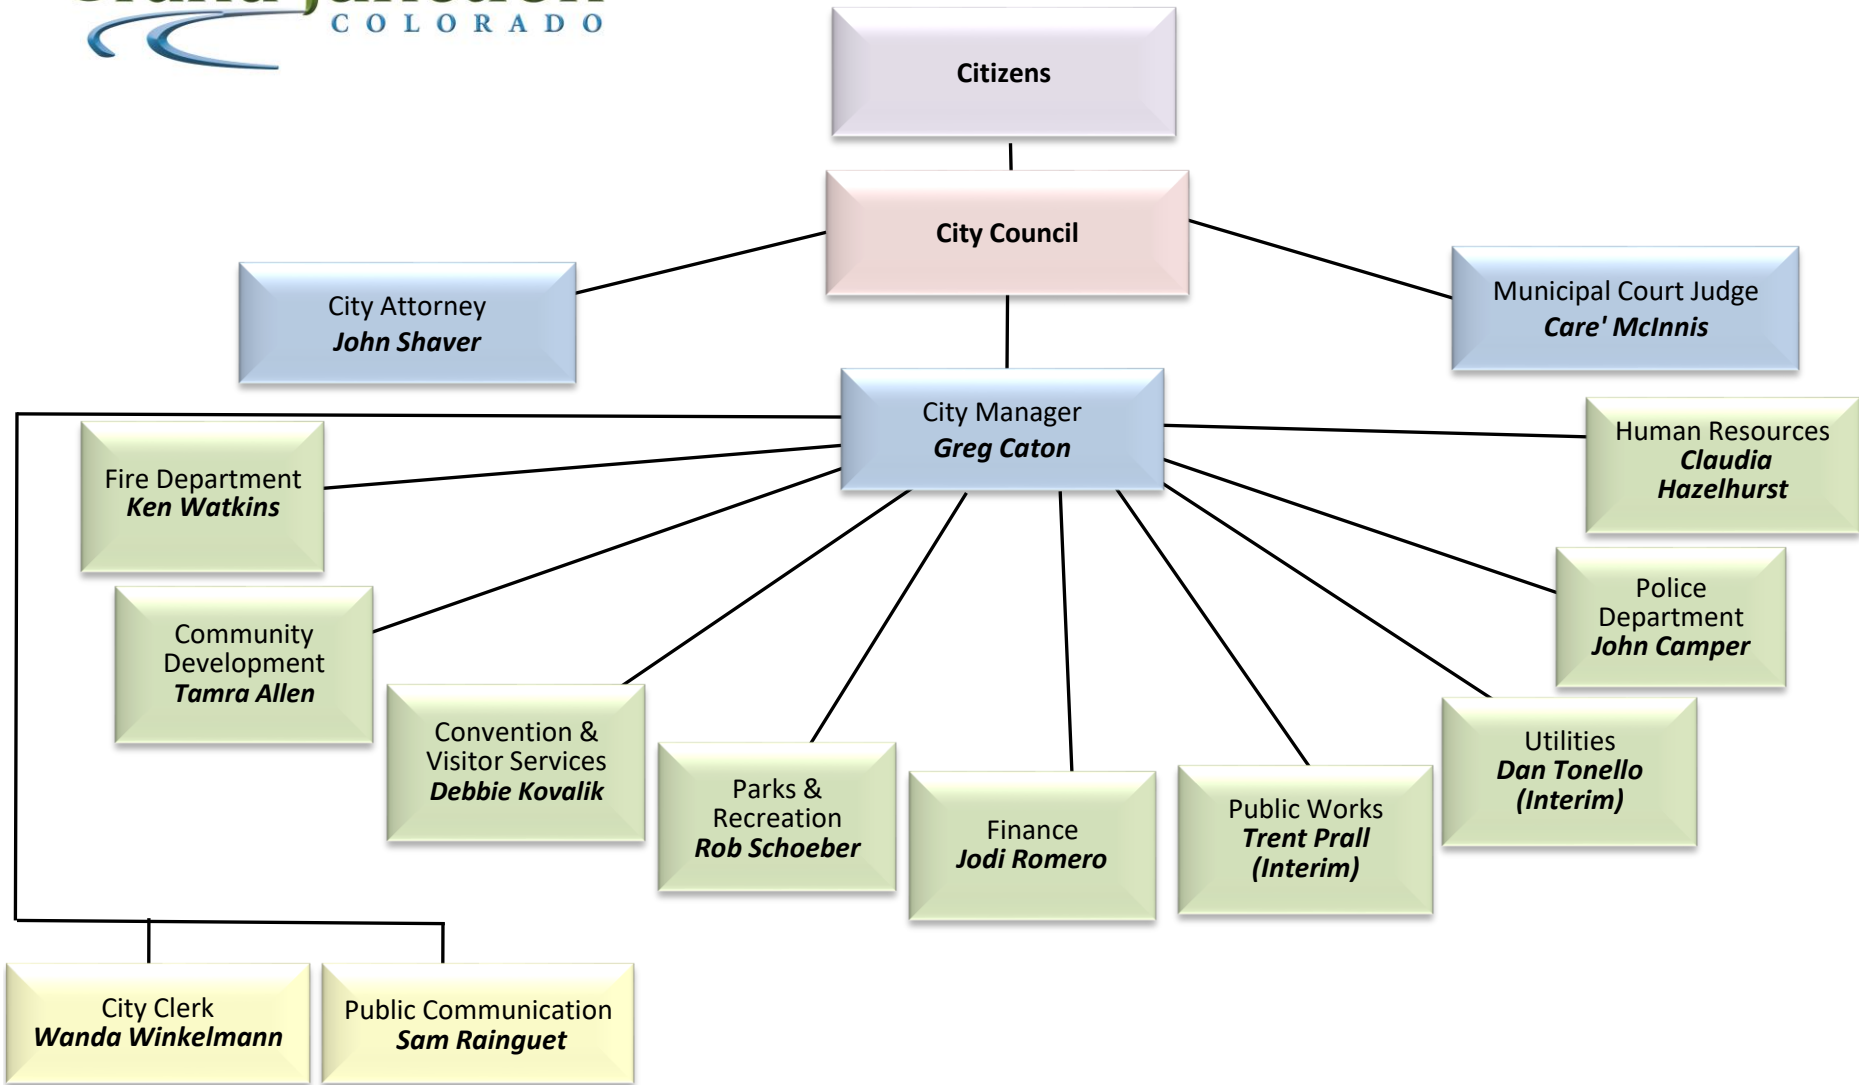 Grand Junction
COLORADO
Citizens
City Council
City Attorney
John Shaver
Municipal Court Judge
Care' McInnis
City Manager
Greg Caton
Human Resources
Claudia
Hazelhurst
Fire Department
Ken Watkins
Police
Department
John Camper
Community
Development
Tamra Allen
Convention &
Visitor Services
Debbie Kovalik
Parks &
Recreation
Rob Schoeber
Finance
Jodi Romero
Public Works
Trent Prall
(Interim)
Utilities
Dan Tonello
(Interim)
City Clerk
Wanda Winkelmann
Public Communication
Sam Rainguet